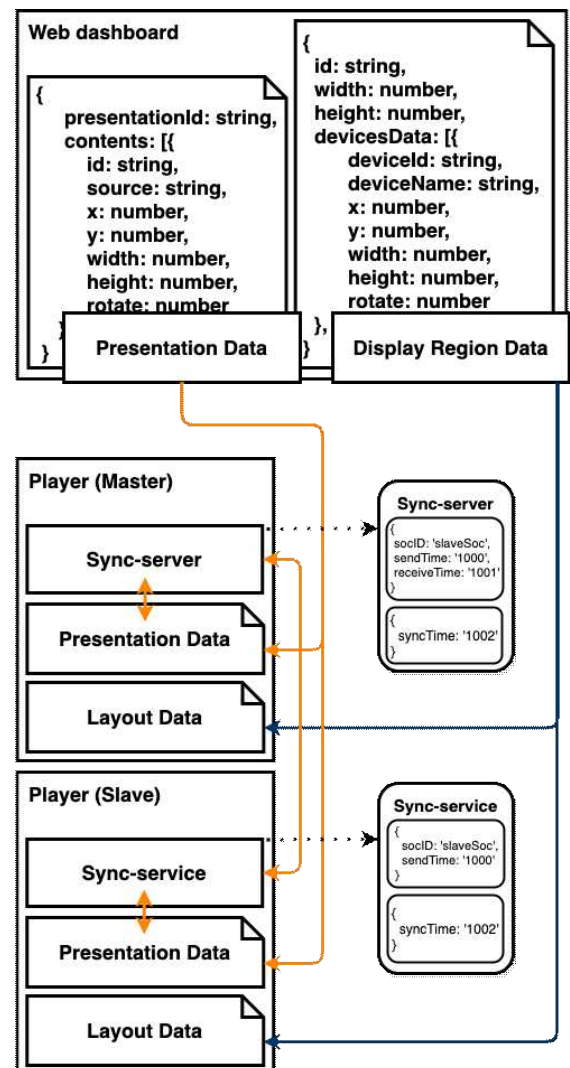 Web dashboard
{
presentationId: string,
contents: [{
id: string,
source: string,
x: number,
y: number,
width: number,
height: number,
rotate: number
}
}
Presentation Data
{
id: string,
width: number,
height: number,
devicesData: [{
deviceId: string,
deviceName: string,
x: number,
y: number,
width: number,
height: number,
rotate: number
},
}
Display Region Data
Player (Master)
Sync-server
Presentation Data
Layout Data
Sync-server
{
socID: 'slaveSoc',
sendTime: '1000',
receiveTime: '1001'
}
{
syncTime: '1002'
}
Player (Slave)
Sync-service
Presentation Data
Layout Data
Sync-service
{
socID: 'slaveSoc',
sendTime: '1000'
}
{
syncTime: '1002'
}